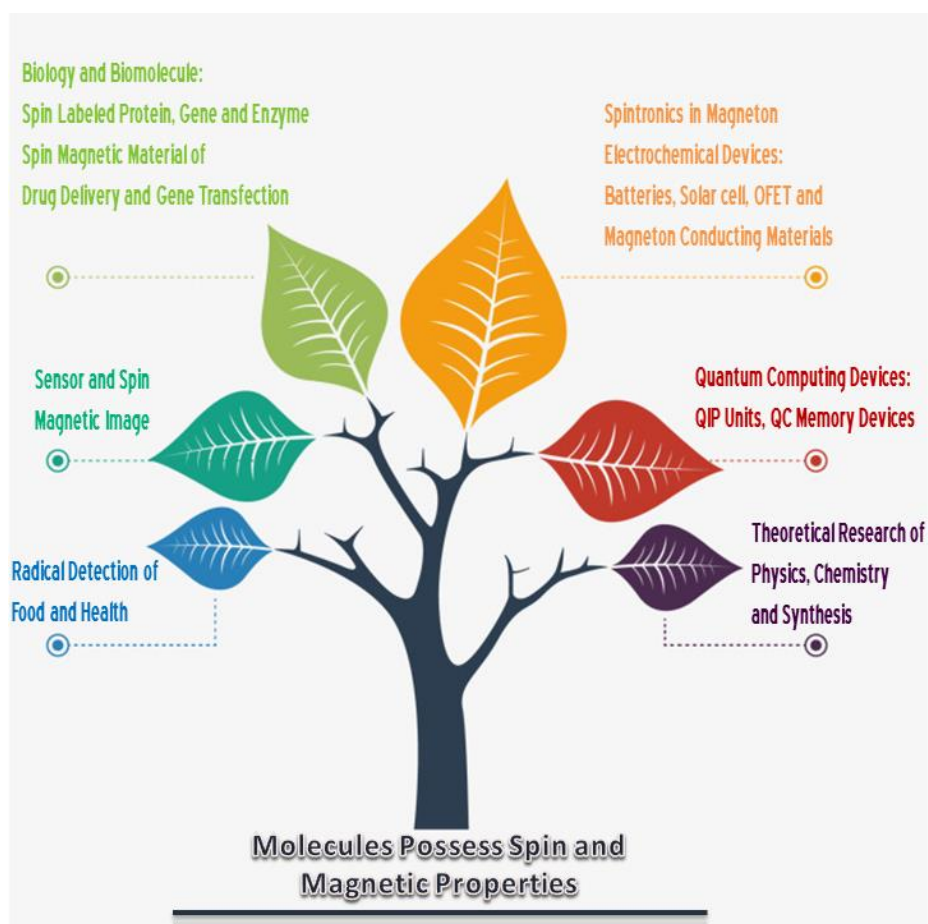 Biology and Biomolecule:
Spin Labeled Protein, Gene and Enzyme
Spin Magnetic Material of
Drug Delivery and Gene Transfection
Spintronics in Magneton
Electrochemical Devices:
Batteries, Solar cell, OFET and
Magneton Conducting Materials
Sensor and Spin
Magnetic Image
Quantum Computing Devices:
QIP Units, QC Memory Devices
Radical Detection of
Food and Health
Theoretical Research of
Physics, Chemistry
and Synthesis
Molecules Possess Spin and
Magnetic Properties